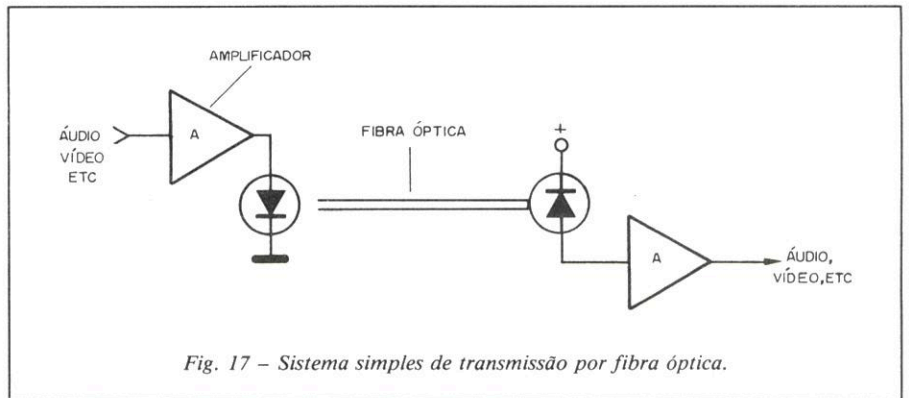 AMPLIFICADOR
ÁUDIO
VÍDEO
ETC
A
FIBRA ÓPTICA
+
A
ÁUDIO,
VÍDEO,ETC
Fig. 17 – Sistema simples de transmissão por fibra óptica.